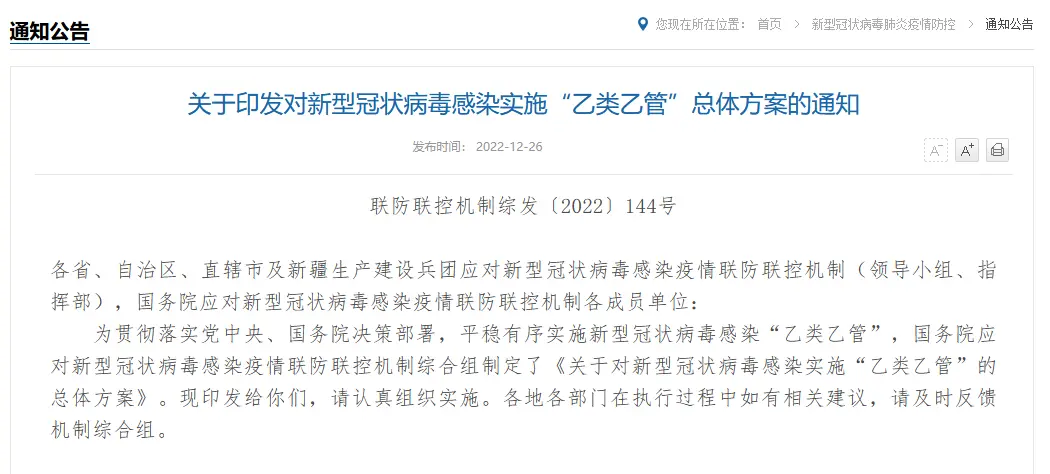 通知公告
您现在所在位置： 首页 > 新型冠状病毒肺炎疫情防控 > 通知公告
关于印发对新型冠状病毒感染实施“乙类乙管”总体方案的通知
发布时间： 2022-12-26
A- A+
联防联控机制综发〔2022〕144号
各省、自治区、直辖市及新疆生产建设兵团应对新型冠状病毒感染疫情联防联控机制（领导小组、指
挥部），国务院应对新型冠状病毒感染疫情联防联控机制各成员单位：
为贯彻落实党中央、国务院决策部署，平稳有序实施新型冠状病毒感染“乙类乙管”，国务院应
对新型冠状病毒感染疫情联防联控机制综合组制定了《关于对新型冠状病毒感染实施“乙类乙管”的
总体方案》。现印发给你们，请认真组织实施。各地各部门在执行过程中如有相关建议，请及时反馈
机制综合组。